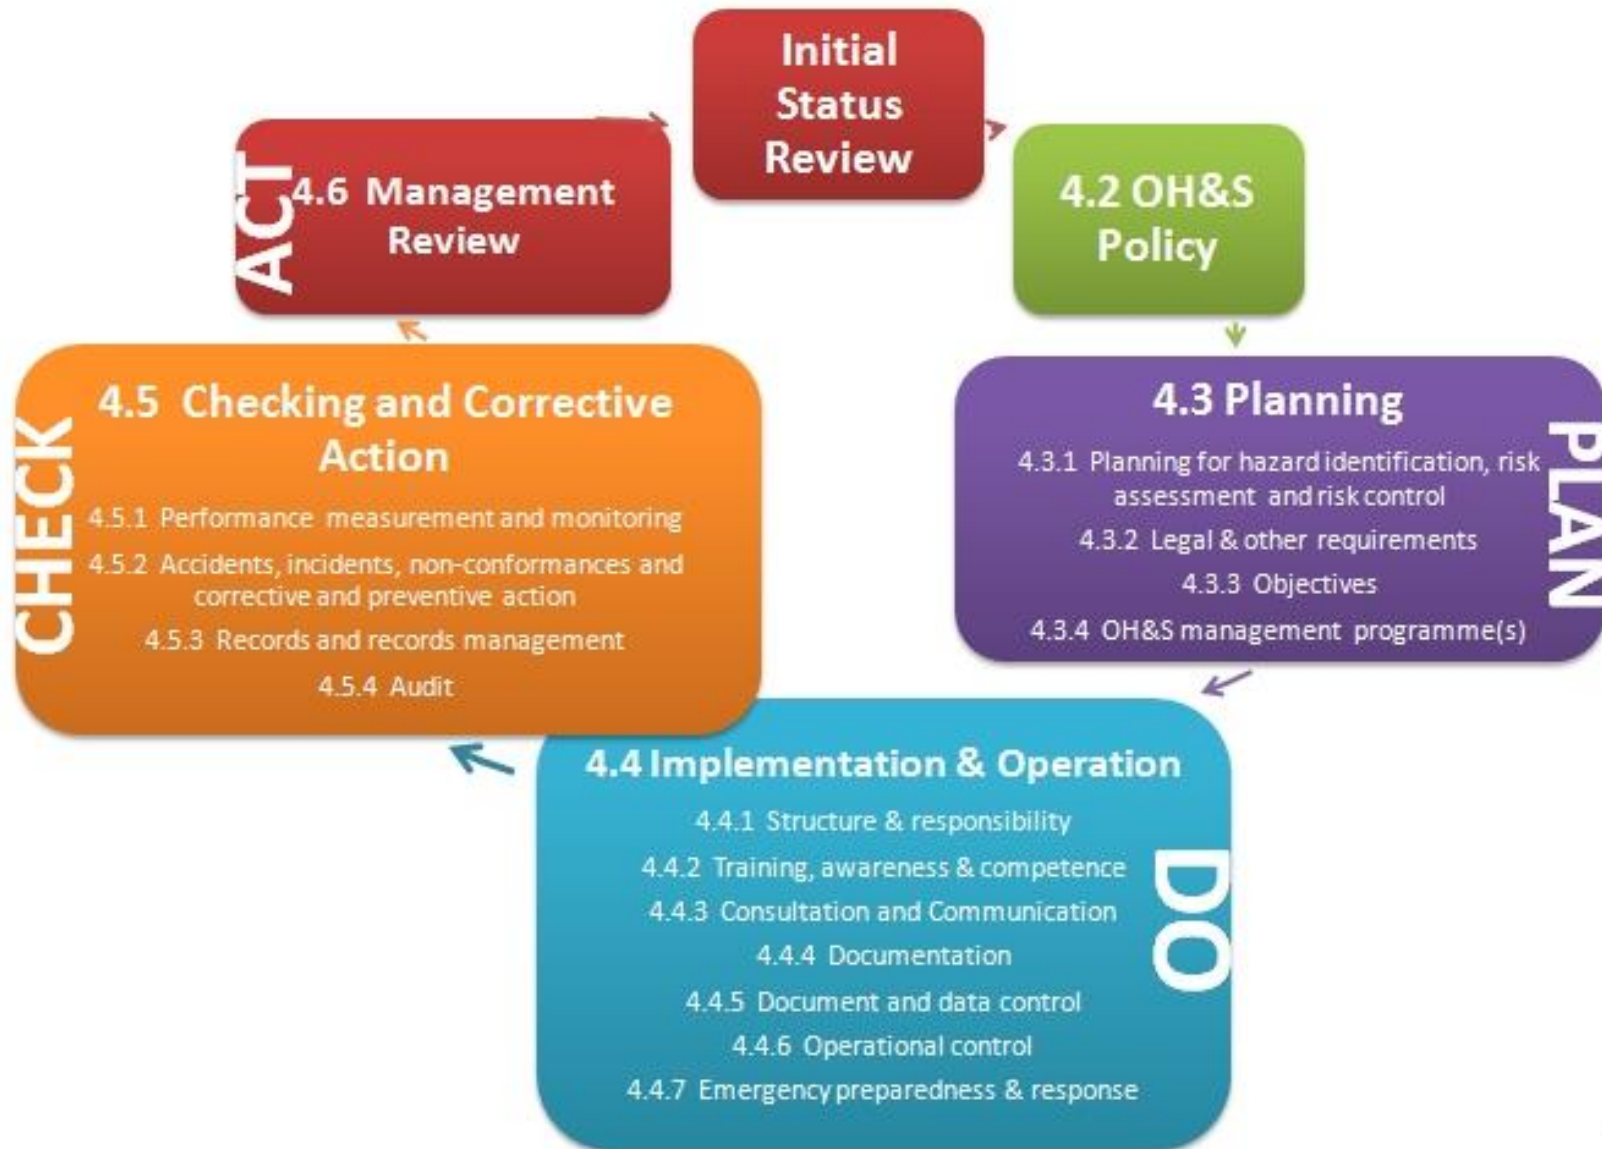 Initial
Status
Review
4.2 OH&S
Policy
4.3 Planning
4.3.1 Planning for hazard identification, risk
assessment and risk control
4.3.2 Legal & other requirements
4.3.3 Objectives
4.3.4 OH&S management programme(s)
PLAN
4.4 Implementation & Operation
4.4.1 Structure & responsibility
4.4.2 Training, awareness & competence
4.4.3 Consultation and Communication
4.4.4 Documentation
4.4.5 Document and data control
4.4.6 Operational control
4.4.7 Emergency preparedness & response
DO
4.5 Checking and Corrective
Action
4.5.1 Performance measurement and monitoring
4.5.2 Accidents, incidents, non-conformances and
corrective and preventive action
4.5.3 Records and records management
4.5.4 Audit
CHECK
4.6 Management
Review
ACT